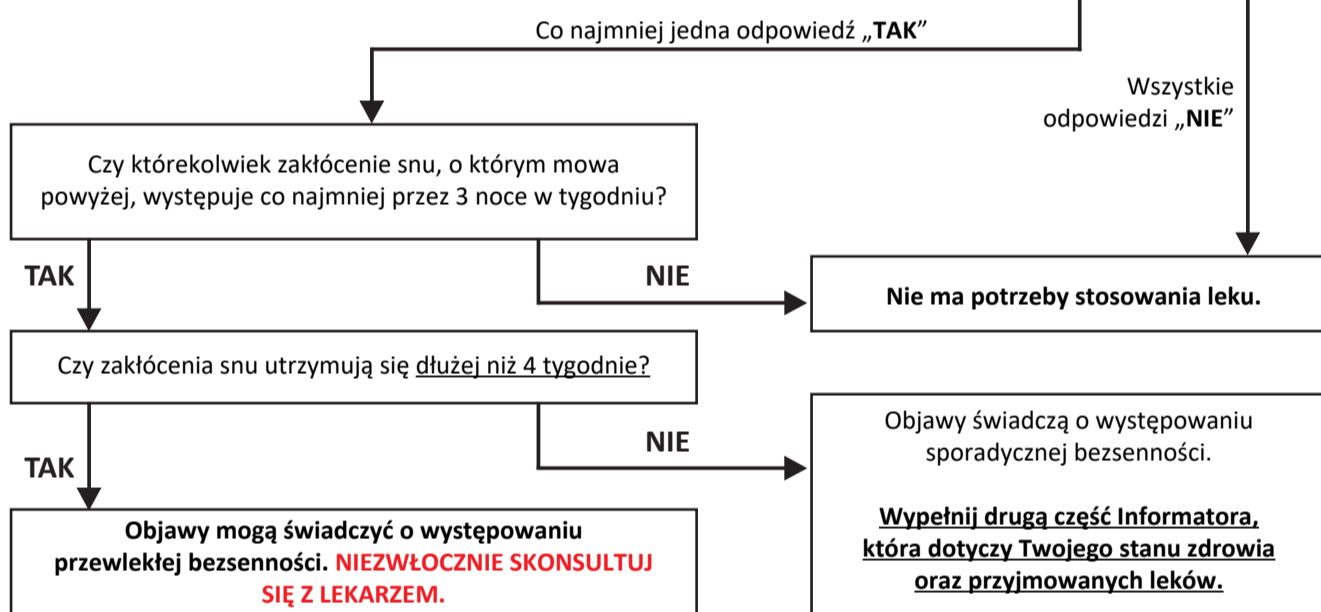 Co najmniej jedna odpowiedź „TAK”
Wszystkie
odpowiedzi „NIE”
Czy którekolwiek zakłócenie snu, o którym mowa
powyżej, występuje co najmniej przez 3 noce w tygodniu?
TAK
NIE
Nie ma potrzeby stosowania leku.
Czy zakłócenia snu utrzymują się dłużej niż 4 tygodnie?
TAK
NIE
Objawy świadczą o występowaniu
sporadycznej bezsenności.
Wypełnij drugą część Informatora,
która dotyczy Twojego stanu zdrowia
oraz przyjmowanych leków.
Objawy mogą świadczyć o występowaniu
przewlekłej bezsenności. NIEZWŁOCZNIE SKONSULTUJ
SIĘ Z LEKARZEM.